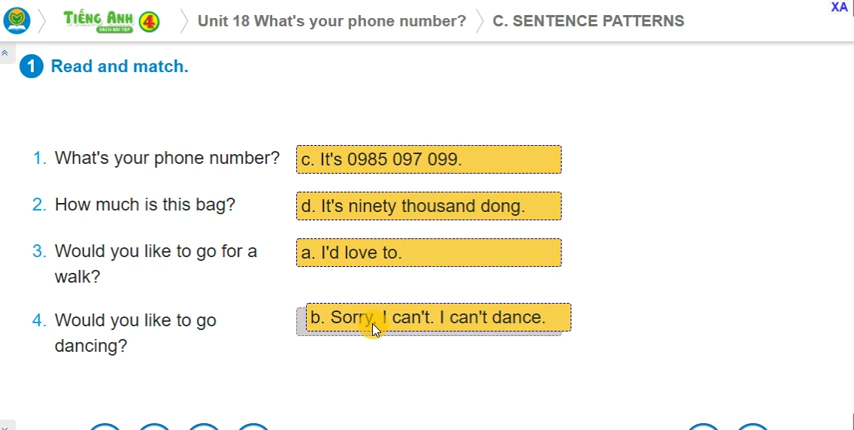 XA
TIẾNG ANH 4
SÁCH BÀI TẬP
Unit 18 What's your phone number?
C. SENTENCE PATTERNS
1 Read and match.
1. What's your phone number?
c. It's 0985 097 099.
2. How much is this bag?
d. It's ninety thousand dong.
3. Would you like to go for a
walk?
a. I'd love to.
4. Would you like to go
dancing?
b. Sorry, I can't. I can't dance.